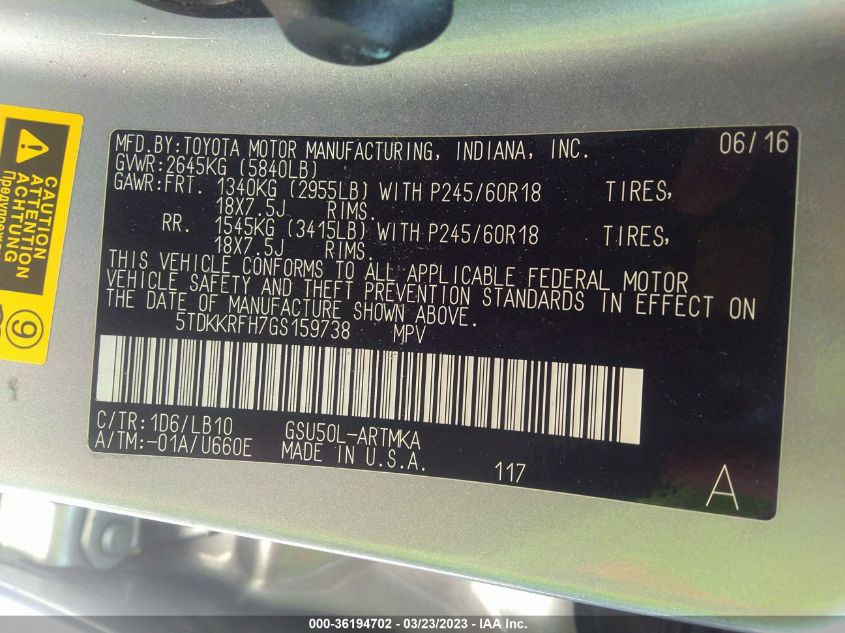 MFD.BY:TOYOTA MOTOR MANUFACTURING, INDIANA, INC. 06/16
GVWR:2645KG (5840LB)
GAWR:FRT. 1340KG (2955LB) WITH P245/60R18 TIRES,
18X7.5J RIMS.
RR. 1545KG (3415LB) WITH P245/60R18 TIRES,
18X7.5J RIMS.
THIS VEHICLE CONFORMS TO ALL APPLICABLE FEDERAL MOTOR
VEHICLE SAFETY AND THEFT PREVENTION STANDARDS IN EFFECT ON
THE DATE OF MANUFACTURE SHOWN ABOVE.
5TDKKRFH7GS159738 MPV
C/TR:1D6/LB10 GSU50L-ARTMKA
A/TM:-01A/U660E MADE IN U.S.A.
117
A
CAUTION
ATTENTION
ACHTUNG
9
000-36194702 - 03/23/2023 - IAA Inc.